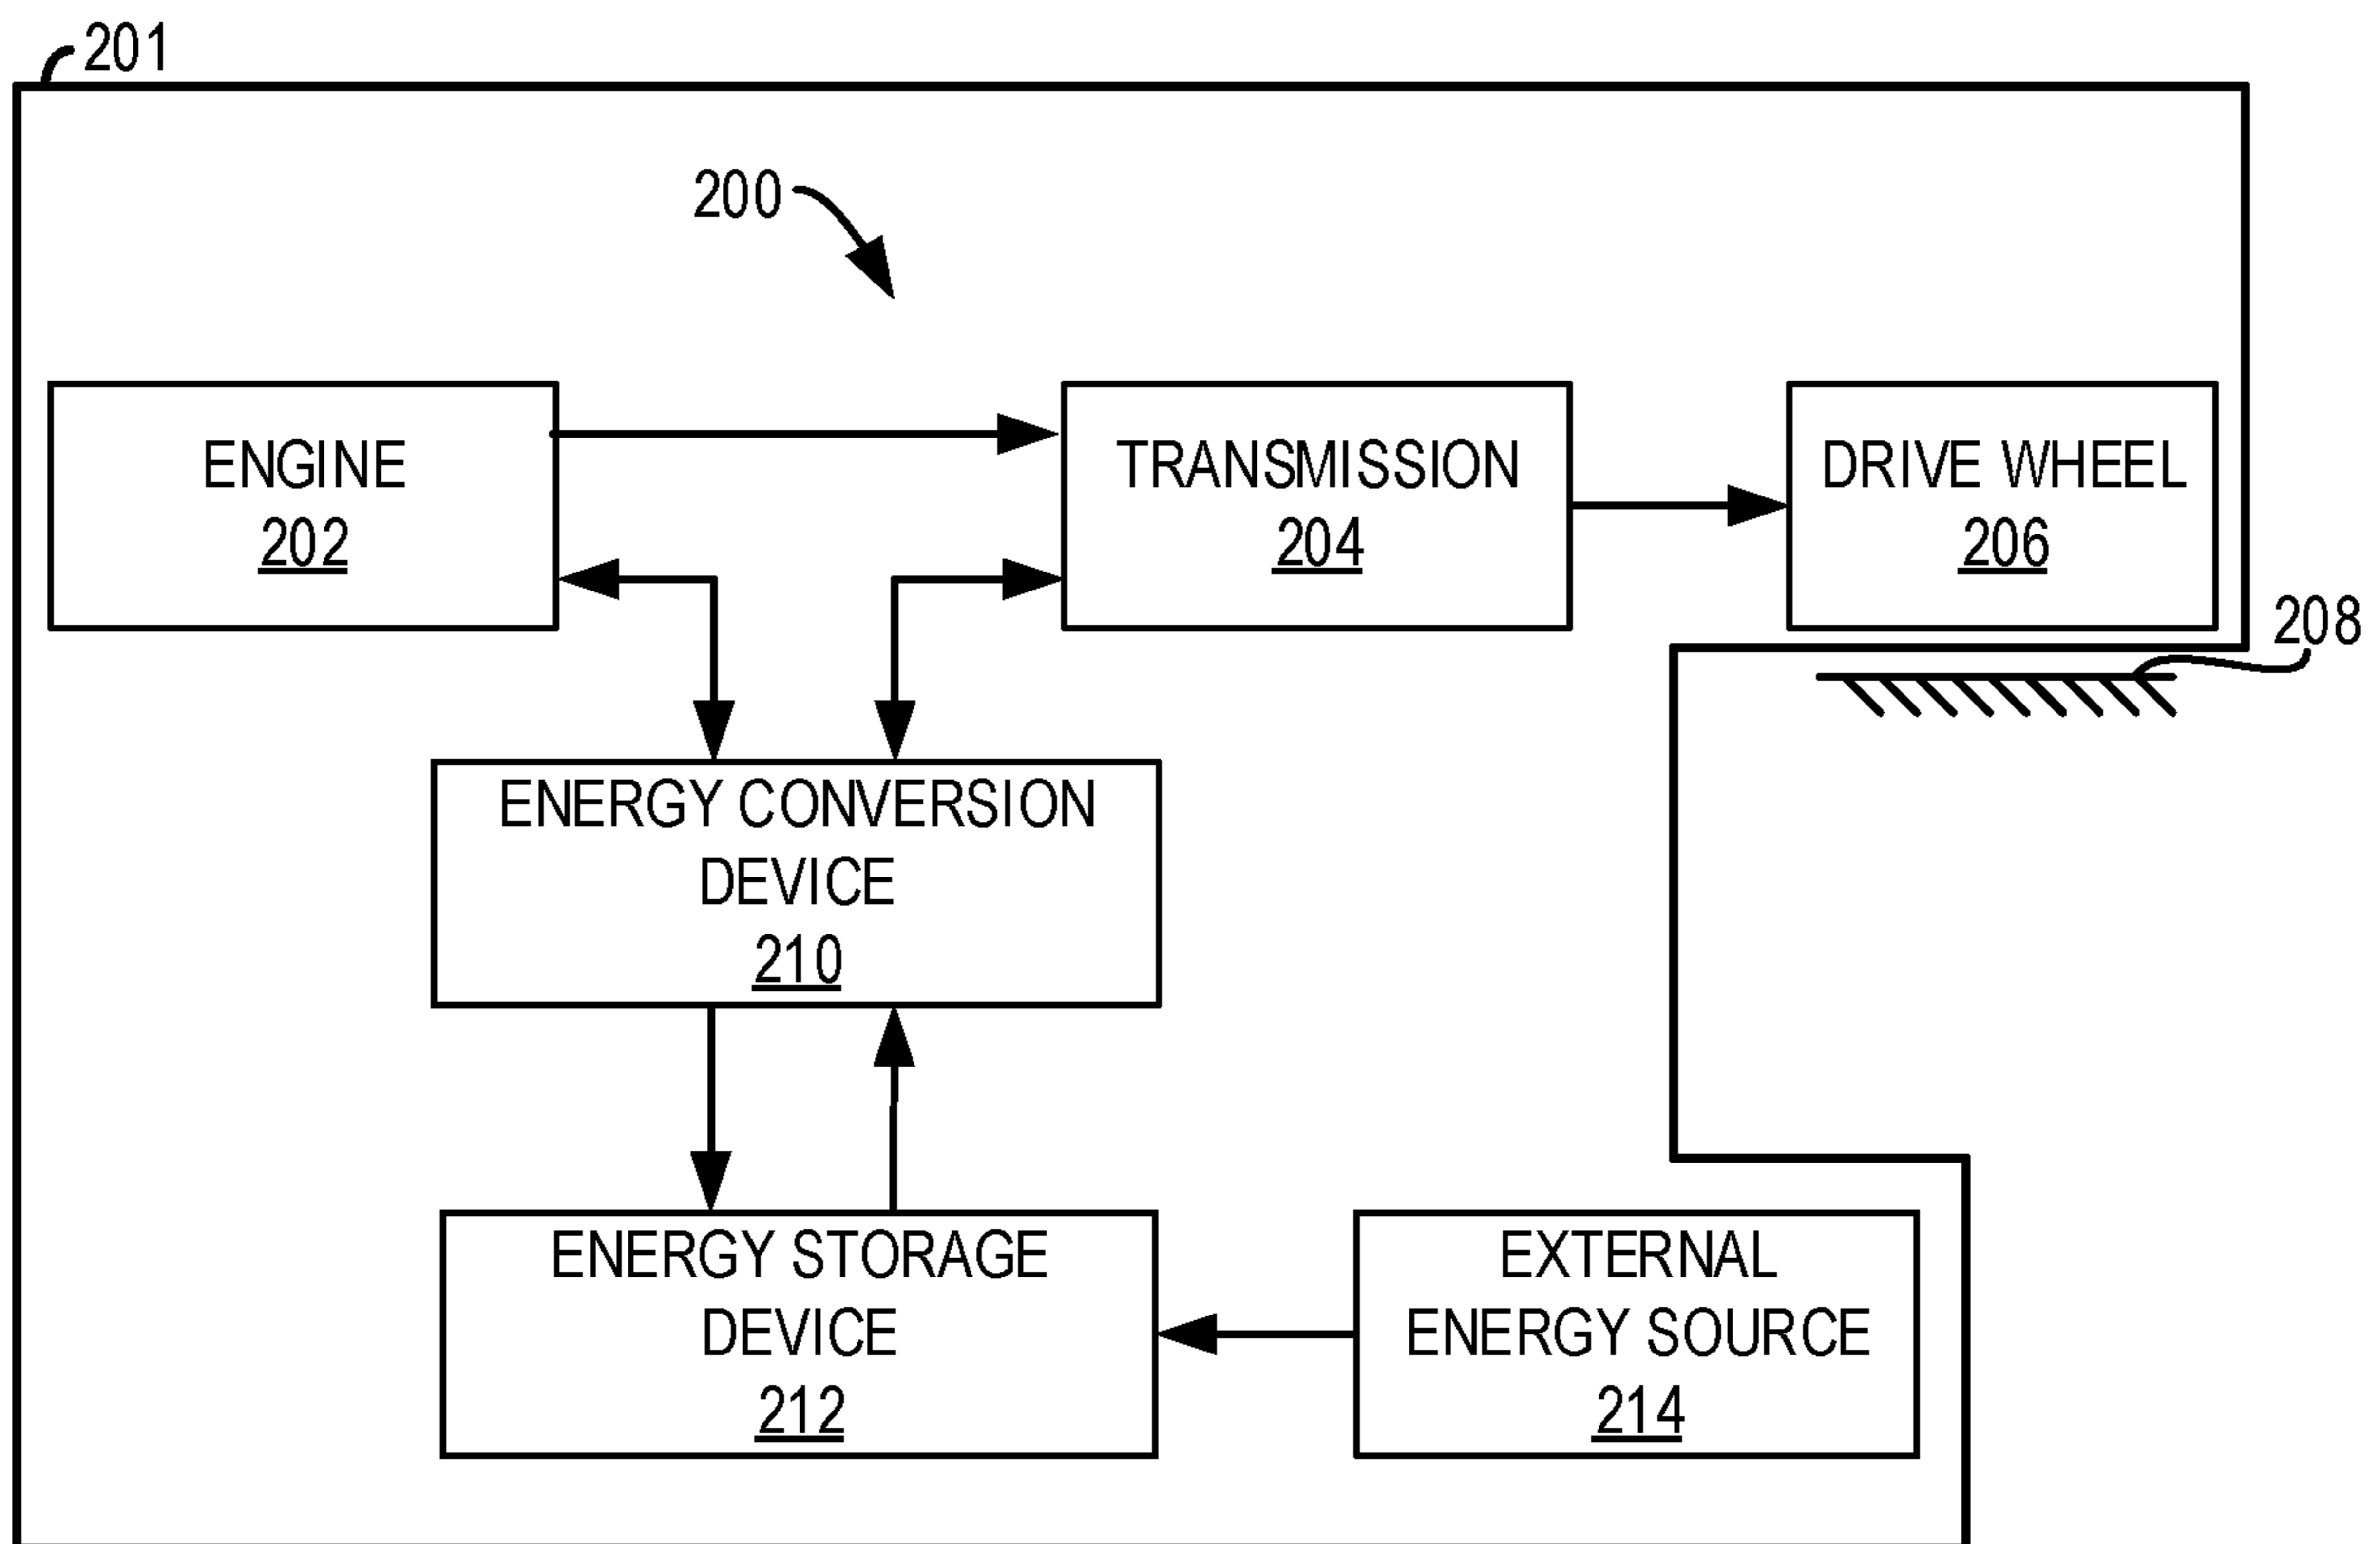 201
200
ENGINE
202
TRANSMISSION
204
DRIVE WHEEL
206
208
ENERGY CONVERSION
DEVICE
210
ENERGY STORAGE
DEVICE
212
EXTERNAL
ENERGY SOURCE
214